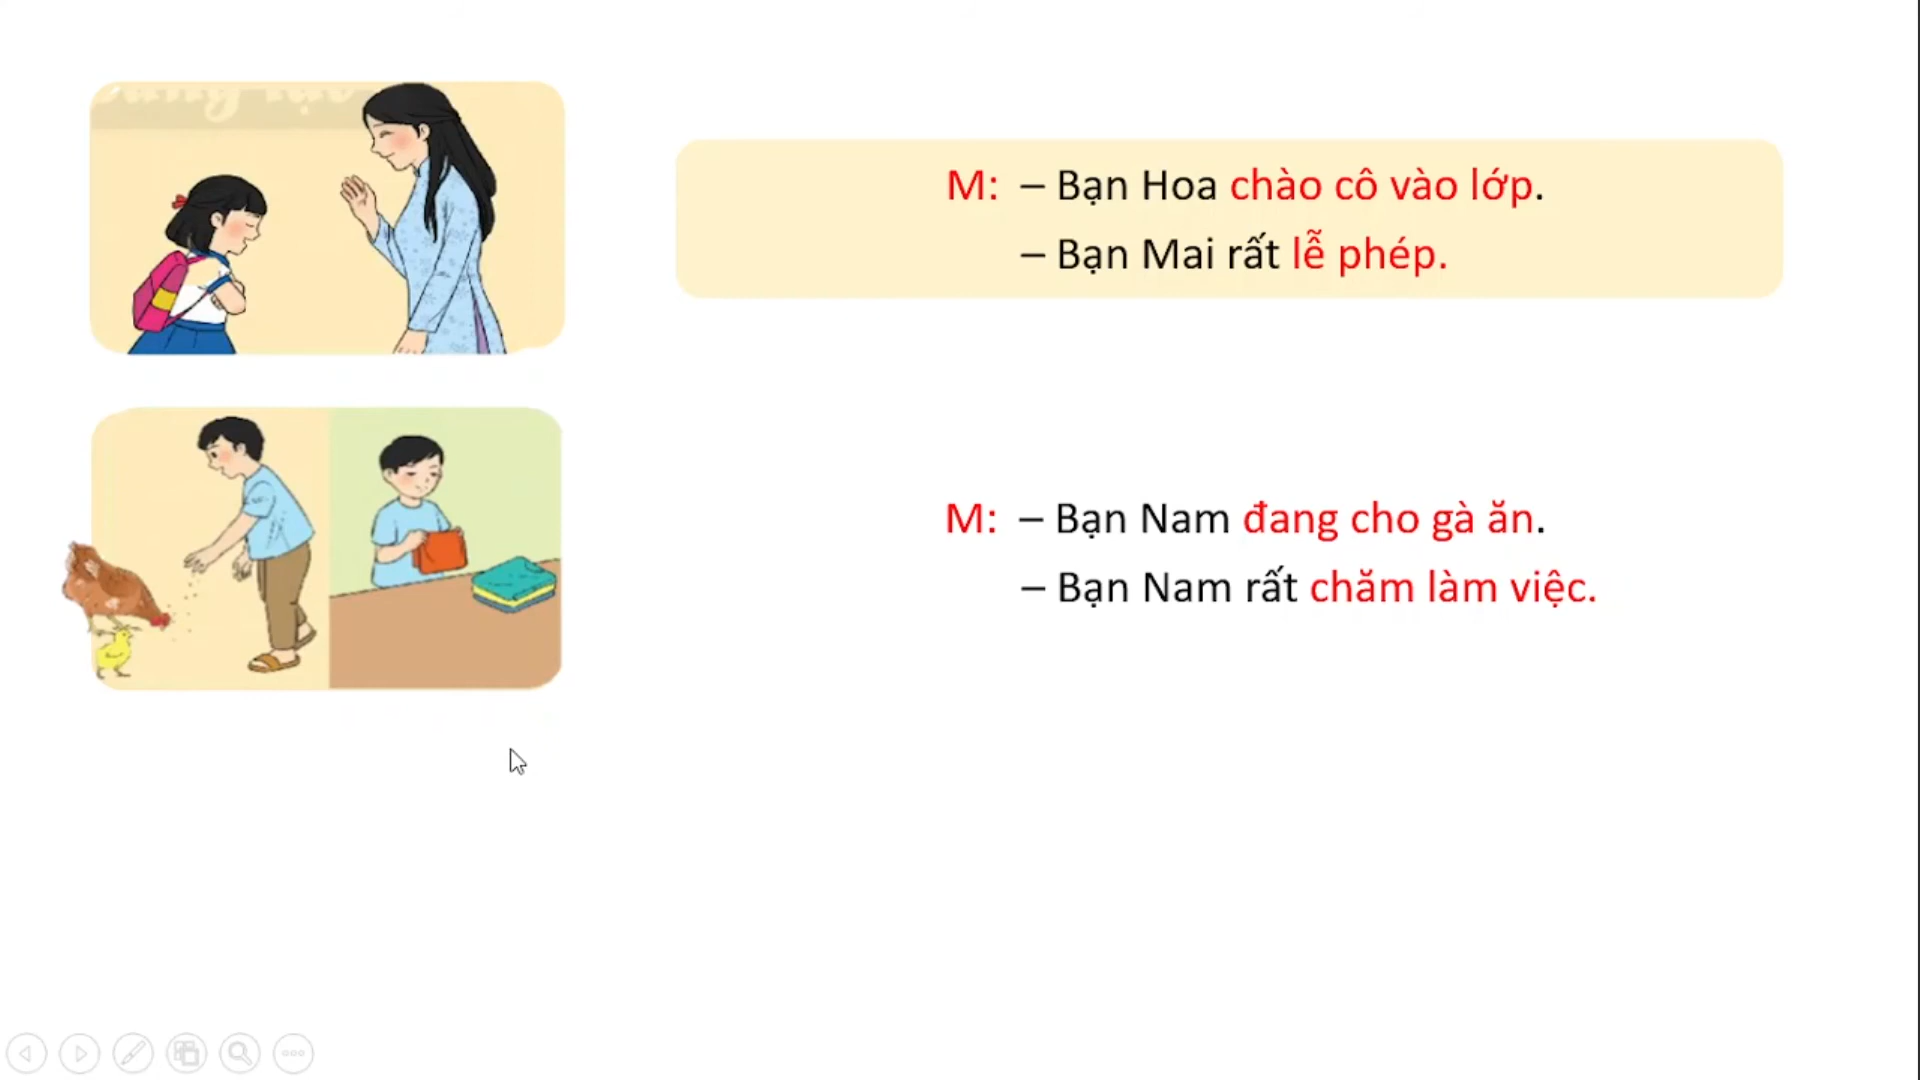 M: – Bạn Hoa chào cô vào lớp.
– Bạn Mai rất lễ phép.
M: – Bạn Nam đang cho gà ăn.
– Bạn Nam rất chăm làm việc.